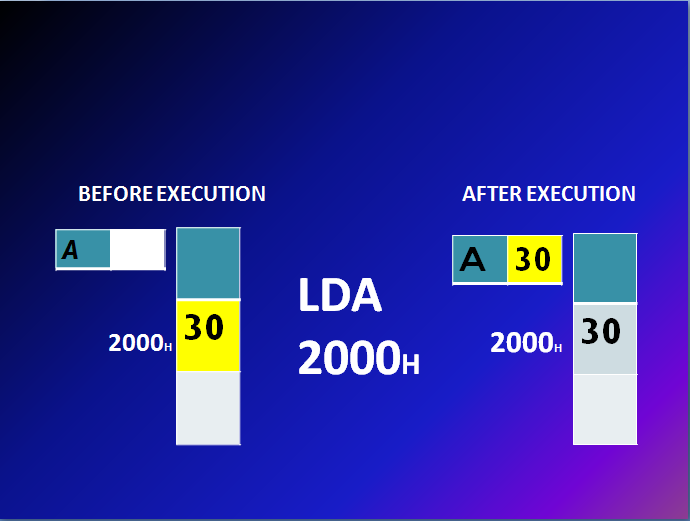 BEFORE EXECUTION
AFTER EXECUTION
A
30
2000H
LDA
2000H
A 30
30
2000H